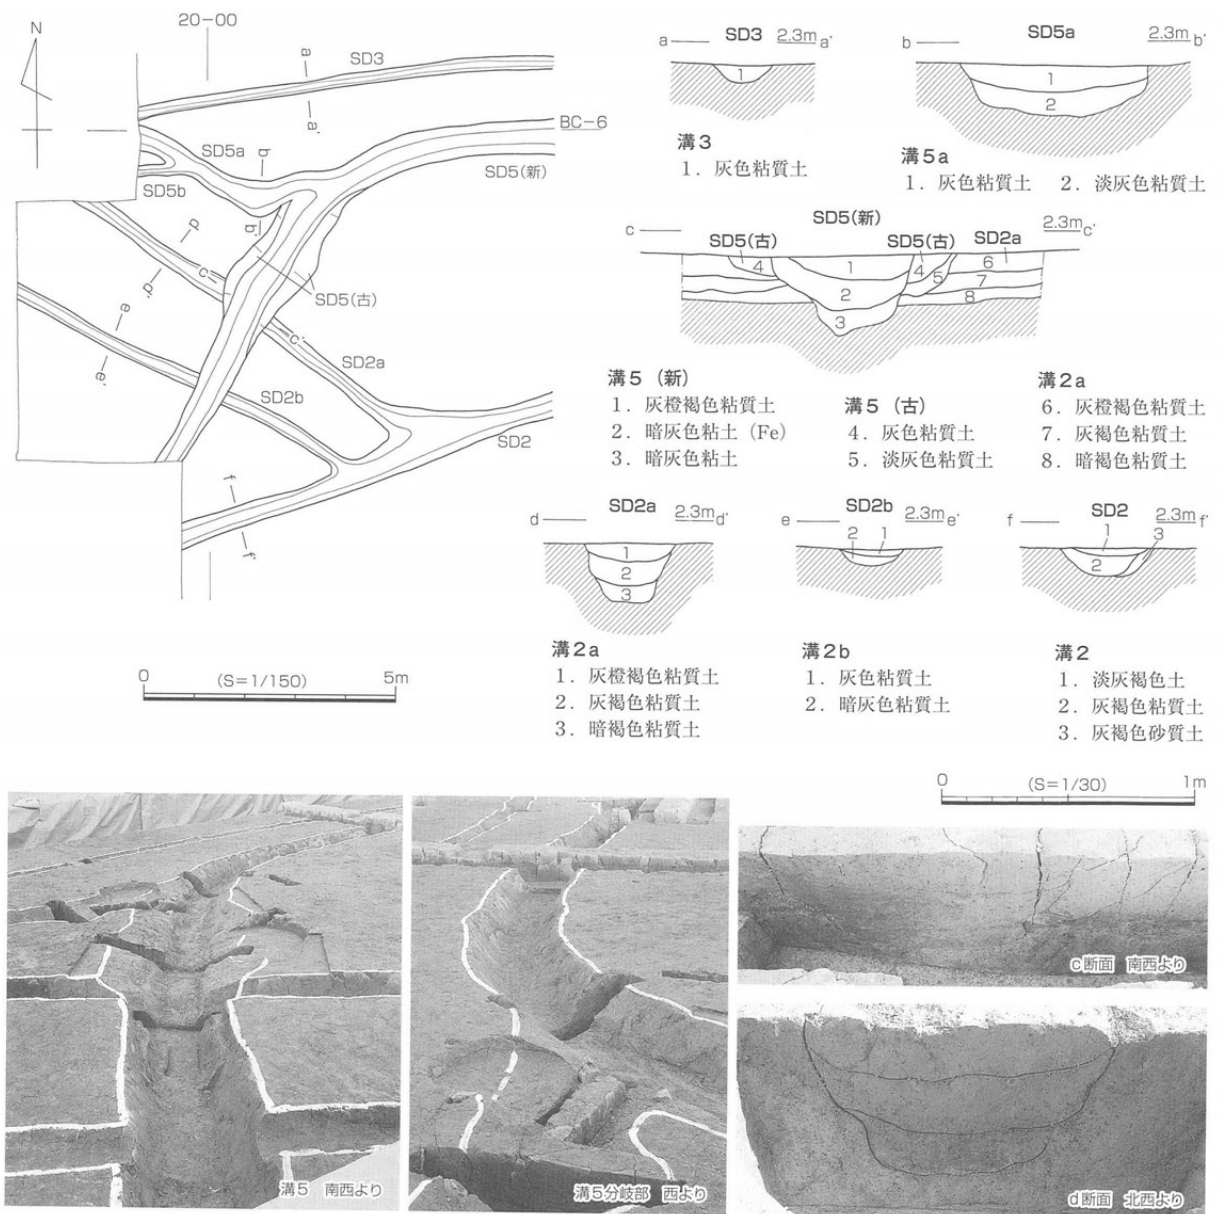 N
20-00
SD3
a
a'
SD5a
b
BC-6
SD5(新)
SD5b
d
b'
c
d'
SD5(古)
e
c'
e'
SD2a
SD2b
SD2
f
f'
0 (S=1/150) 5m
a SD3 2.3m a'
1
溝3
1. 灰色粘質土
b SD5a 2.3m b'
1
2
溝5a
1. 灰色粘質土 2. 淡灰色粘質土
SD5(新)
c 2.3m c'
SD5(古) SD5(古) SD2a
4 1 4 5 6
2 7
3 8
溝5 (新)
1. 灰橙褐色粘質土
2. 暗灰色粘土 (Fe)
3. 暗灰色粘土
溝5 (古)
4. 灰色粘質土
5. 淡灰色粘質土
溝2a
6. 灰橙褐色粘質土
7. 灰褐色粘質土
8. 暗褐色粘質土
d SD2a 2.3m d'
1
2
3
溝2a
1. 灰橙褐色粘質土
2. 灰褐色粘質土
3. 暗褐色粘質土
e SD2b 2.3m e'
2 1
溝2b
1. 灰色粘質土
2. 暗灰色粘質土
f SD2 2.3m f'
1 3
2
溝2
1. 淡灰褐色土
2. 灰褐色粘質土
3. 灰褐色砂質土
0 (S=1/30) 1m
溝5 南西より
溝5分岐部 西より
c断面 南西より
d断面 北西より